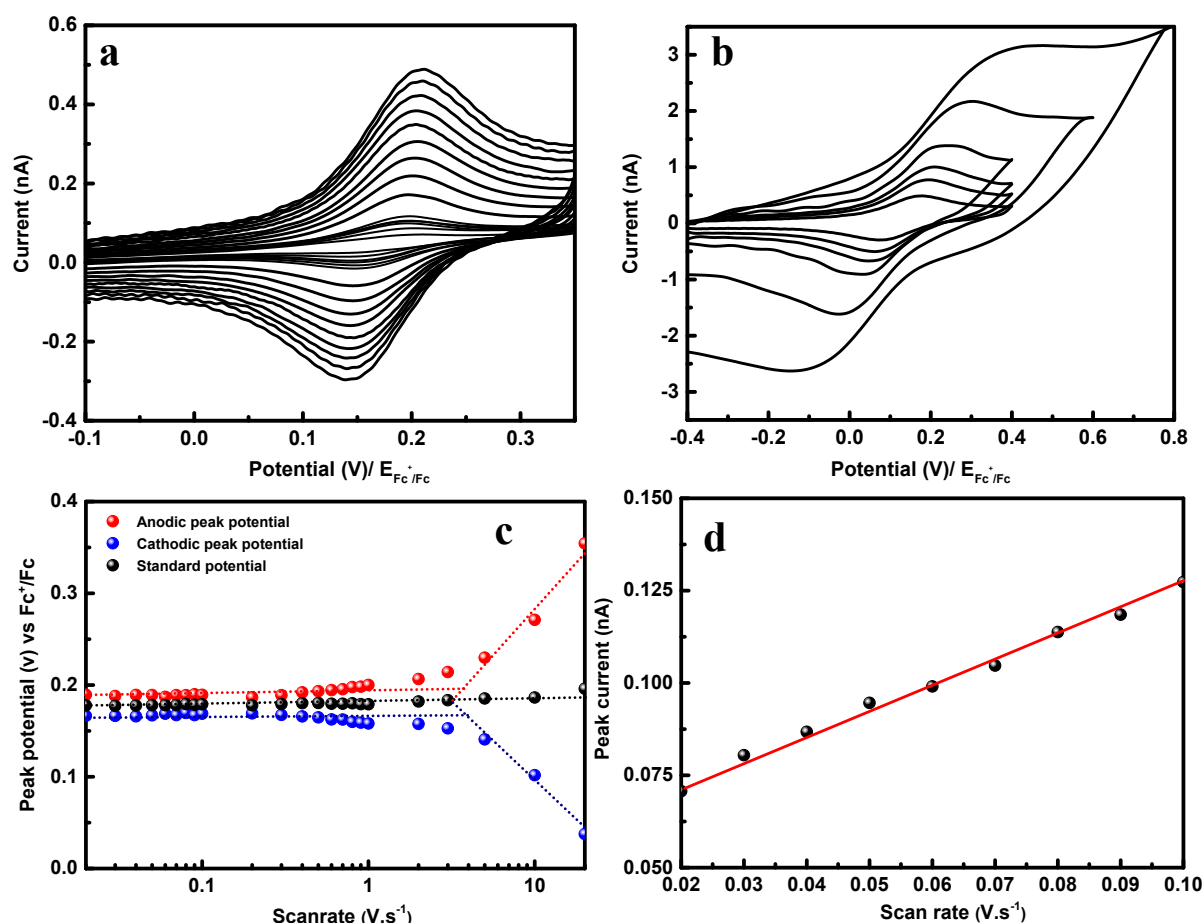 a
0.6
0.4
0.2
0.0
-0.2
-0.4
Current (nA)
-0.1 0.0 0.1 0.2 0.3
Potential (V)/ E Fc+/Fc
b
3
2
1
0
-1
-2
-3
Current (nA)
-0.4 -0.2 0.0 0.2 0.4 0.6 0.8
Potential (V)/ E Fc+/Fc
c
Anodic peak potential
Cathodic peak potential
Standard potential
0.4
0.3
0.2
0.1
0.0
Peak potential (v) vs Fc+/Fc
0.1 1 10
Scanrate (V.s-1)
d
0.150
0.125
0.100
0.075
0.050
Peak current (nA)
0.02 0.03 0.04 0.05 0.06 0.07 0.08 0.09 0.10
Scan rate (V.s-1)